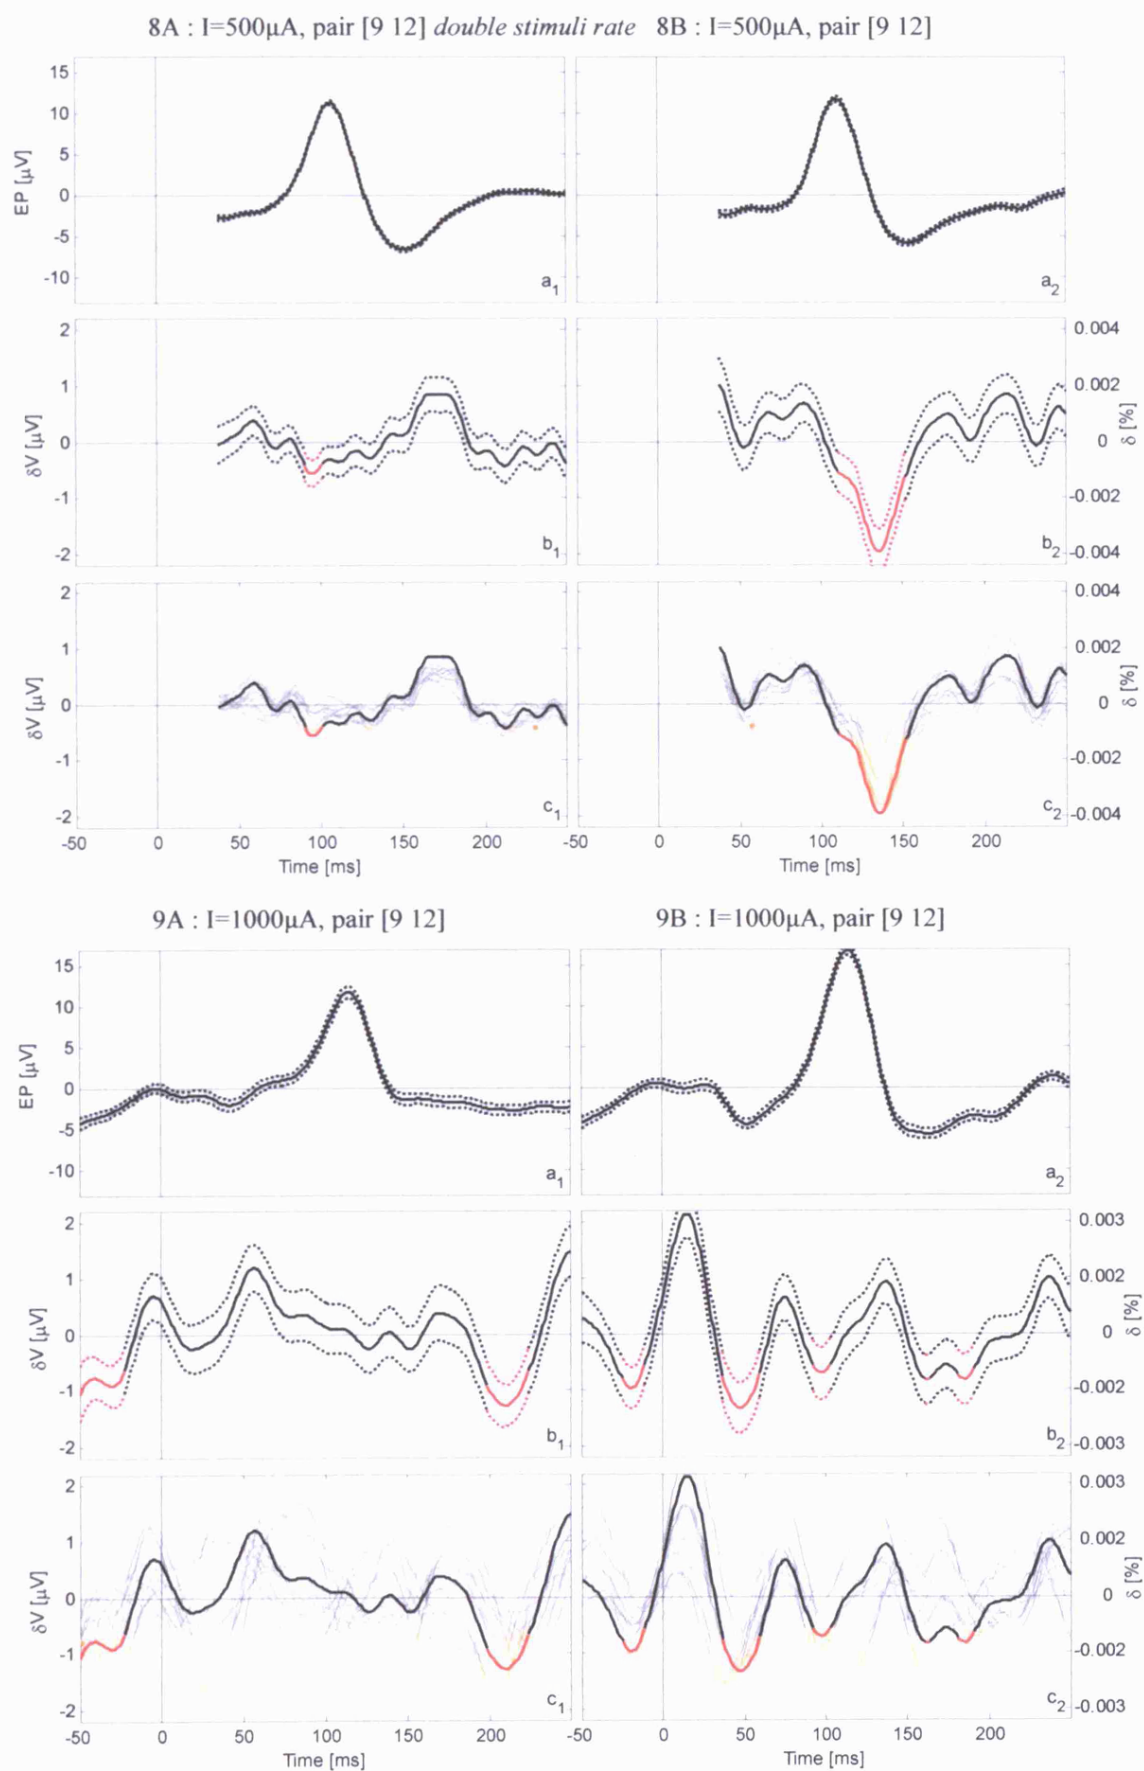 8A : I=500µA, pair [9 12] double stimuli rate 8B : I=500µA, pair [9 12]
15
10
5
0
-5
-10
EP [µV]
a1
a2
2
1
0
-1
-2
δV [µV]
b1
b2
0.004
0.002
0
-0.002
-0.004
δ [%]
2
1
0
-1
-2
δV [µV]
c1
c2
0.004
0.002
0
-0.002
-0.004
δ [%]
-50 0 50 100 150 200 -50 0 50 100 150 200
Time [ms] Time [ms]
9A : I=1000µA, pair [9 12] 9B : I=1000µA, pair [9 12]
15
10
5
0
-5
-10
EP [µV]
a1
a2
2
1
0
-1
-2
δV [µV]
b1
b2
0.003
0.002
0
-0.002
-0.003
δ [%]
2
1
0
-1
-2
δV [µV]
c1
c2
0.003
0.002
0
-0.002
-0.003
δ [%]
-50 0 50 100 150 200 -50 0 50 100 150 200
Time [ms] Time [ms]